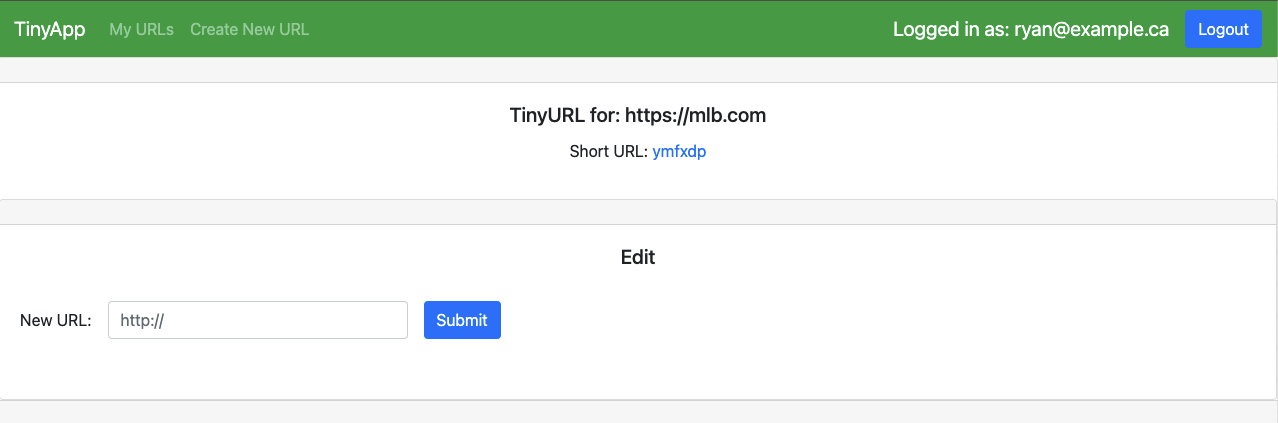 TinyApp My URLs Create New URL Logged in as: ryan@example.ca Logout
TinyURL for: https://mlb.com
Short URL: ymfxdp
Edit
New URL: http:// Submit